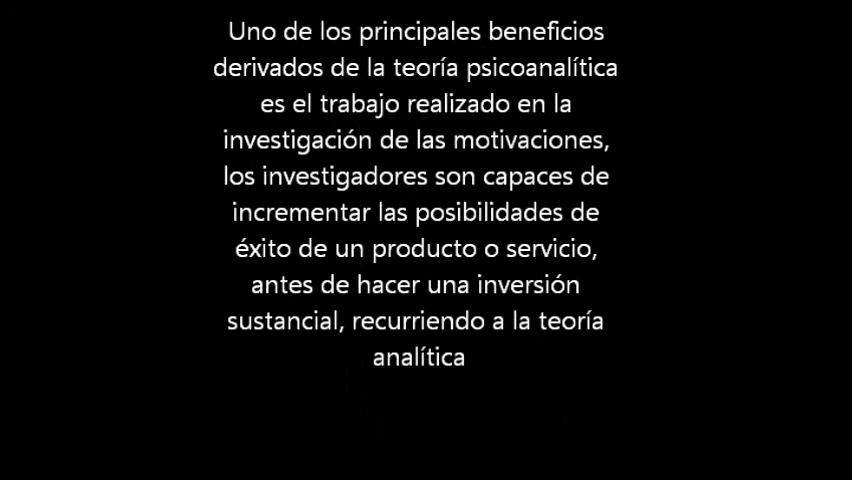 Uno de los principales beneficios
derivados de la teoría psicoanalítica
es el trabajo realizado en la
investigación de las motivaciones,
los investigadores son capaces de
incrementar las posibilidades de
éxito de un producto o servicio,
antes de hacer una inversión
sustancial, recurriendo a la teoría
analítica